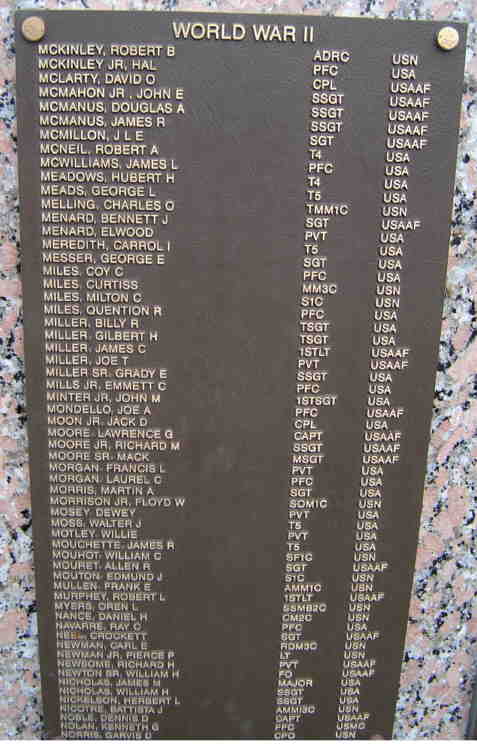 WORLD WAR II
MCKINLEY, ROBERT B ADRC USN
MCKINLEY JR, HAL PFC USA
MCLARTY, DAVID O CPL USAAF
MCMAHON JR, JOHN E SSGT USAAF
MCMANUS, DOUGLAS A SSGT USAAF
MCMANUS, JAMES R SSGT USAAF
MCMILLON, J L E SGT USAAF
MCNEIL, ROBERT A T4 USA
MCWILLIAMS, JAMES L PFC USA
MEADOWS, HUBERT H T4 USA
MEADS, GEORGE L T5 USA
MELLING, CHARLES O TMM1C USN
MENARD, BENNETT J SGT USAAF
MENARD, ELWOOD PVT USA
MEREDITH, CARROL I T5 USA
MESSER, GEORGE E SGT USA
MILES, COY C PFC USA
MILES, CURTISS MM3C USN
MILES, MILTON C S1C USN
MILES, QUENTION R PFC USA
MILLER, BILLY R TSGT USA
MILLER, GILBERT H TSGT USA
MILLER, JAMES C 1STLT USAAF
MILLER, JOE T PVT USAAF
MILLER SR, GRADY E SSGT USA
MILLS JR, EMMETT C PFC USA
MINTER JR, JOHN M 1STSGT USA
MONDELLO, JOE A PFC USAAF
MOON JR, JACK D CPL USA
MOORE, LAWRENCE G CAPT USAAF
MOORE JR, RICHARD M SSGT USAAF
MOORE SR, MACK MSGT USAAF
MORGAN, FRANCIS L PVT USA
MORGAN, LAUREL C PFC USA
MORRIS, MARTIN A SGT USA
MORRISON JR, FLOYD W SOM1C USN
MOSEY, DEWEY PVT USA
MOSS, WALTER J T5 USA
MOTLEY, WILLIE PVT USA
MOUCHETTE, JAMES R T5 USA
MOUHOT, WILLIAM C SF1C USN
MOURET, ALLEN R SGT USAAF
MOUTON, EDMUND J S1C USN
MULLEN, FRANK E AMM1C USN
MURPHEY, ROBERT L 1STLT USAAF
MYERS, OREN L SSMB2C USN
NANCE, DANIEL H CM2C USN
NAVARRE, RAY C PFC USA
CROCKETT SGT USAAF
NEWMAN, CARL E RDM3C USN
NEWMAN JR, PIERCE P LT USN
NEWSOME, RICHARD H PVT USAAF
NEWTON SR, WILLIAM H FO USAAF
NICHOLAS, JAMES M MAJOR USA
NICHOLAS, WILLIAM H SSGT USA
NICKELSON, HERBERT L SSGT USA
NICOTRE, BATTISTA J AMMI3C USN
NOBLE, DENNIS D CAPT USAAF
NOLAN, KENNETH G PFC USMC
NORRIS, GARVIS D CPO USN